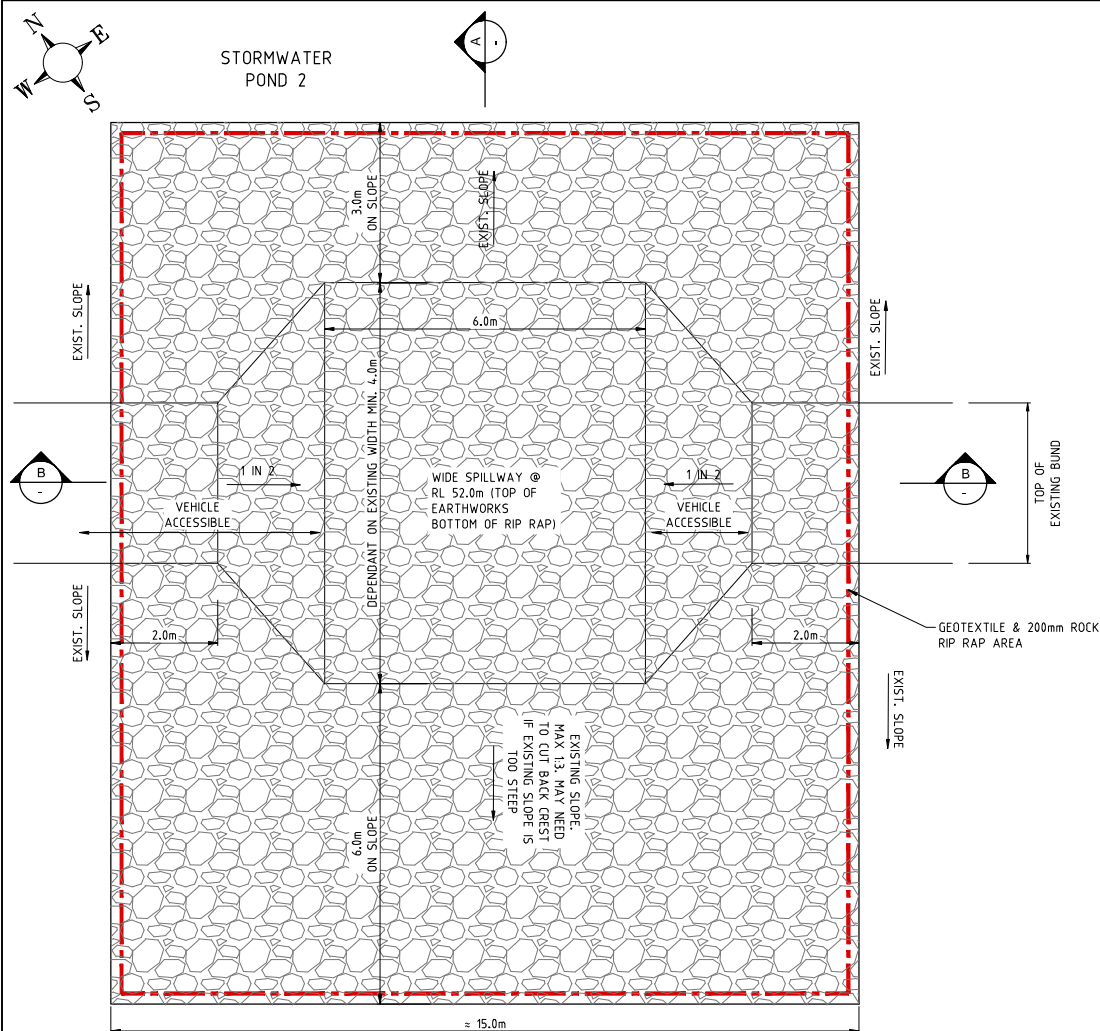 N
E
W
S
STORMWATER
POND 2
A
-
3.0m
ON SLOPE
EXIST. SLOPE
EXIST. SLOPE
EXIST. SLOPE
6.0m
DEPENDANT ON EXISTING WIDTH MIN. 4.0m
B
-
1 IN 2
VEHICLE
ACCESSIBLE
WIDE SPILLWAY @
RL 52.0m (TOP OF
EARTHWORKS
BOTTOM OF RIP RAP)
1 IN 2
VEHICLE
ACCESSIBLE
B
-
TOP OF
EXISTING BUND
EXIST. SLOPE
2.0m
2.0m
GEOTEXTILE & 200mm ROCK
RIP RAP AREA
EXIST. SLOPE
EXISTING SLOPE.
MAX 1:3. MAY NEED
TO CUT BACK CREST
IF EXISTING SLOPE IS
TOO STEEP
6.0m
ON SLOPE
≈ 15.0m